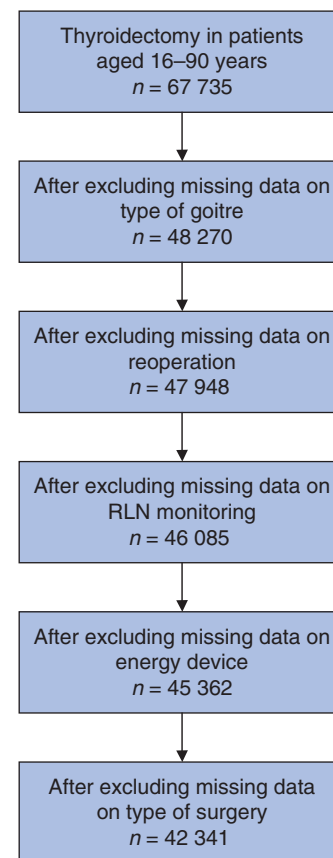 Thyroidectomy in patients
aged 16–90 years
n = 67 735
After excluding missing data on
type of goitre
n = 48 270
After excluding missing data on
reoperation
n = 47 948
After excluding missing data on
RLN monitoring
n = 46 085
After excluding missing data on
energy device
n = 45 362
After excluding missing data
on type of surgery
n = 42 341